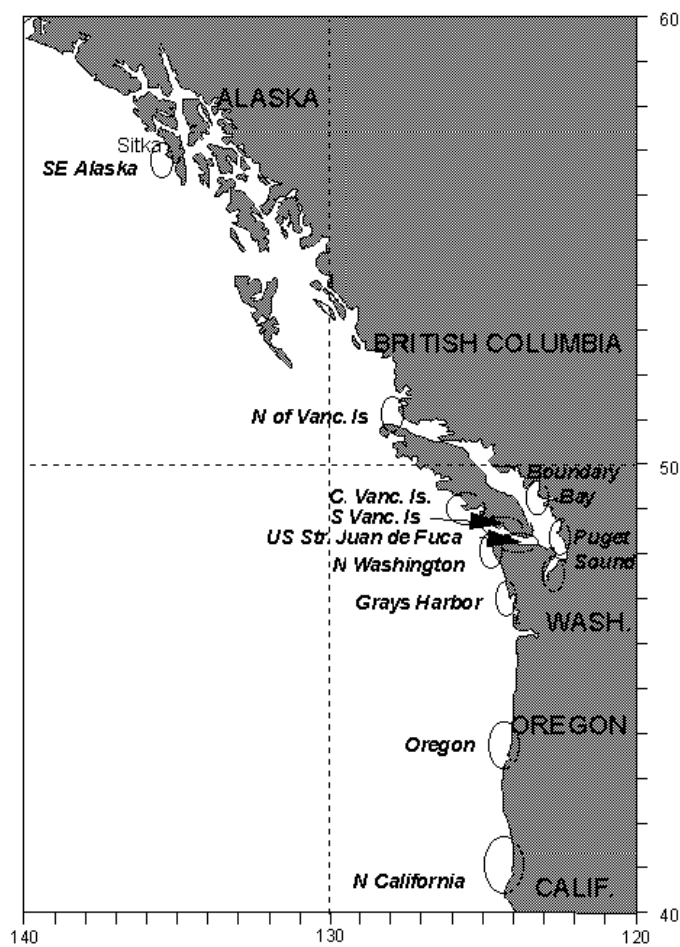 60
ALASKA
Sitka
SE Alaska
BRITISH COLUMBIA
N of Vanc. Is
50
Boundary
Bay
C. Vanc. Is.
S Vanc. Is
US Str. Juan de Fuca
Puget
Sound
N Washington
Grays Harbor
WASH.
OREGON
Oregon
N California
CALIF.
40
140
130
120